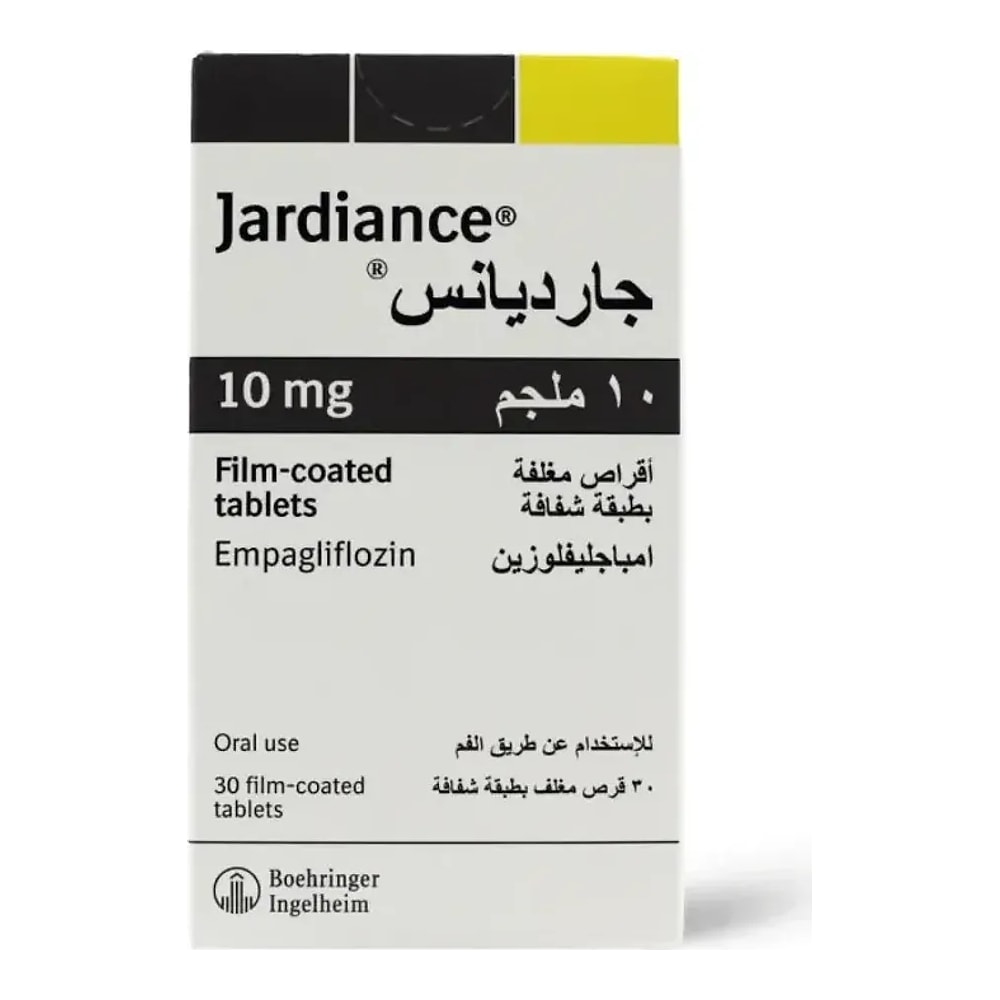 Jardiance®
جارديانس®
10 mg
١٠ ملجم
Film-coated
tablets
أقراص مغلفة
بطبقة شفافة
Empagliflozin
امباجليفلوزين
Oral use
للإستخدام عن طريق الفم
30 film-coated
tablets
٣٠ قرص مغلف بطبقة شفافة
Boehringer
Ingelheim